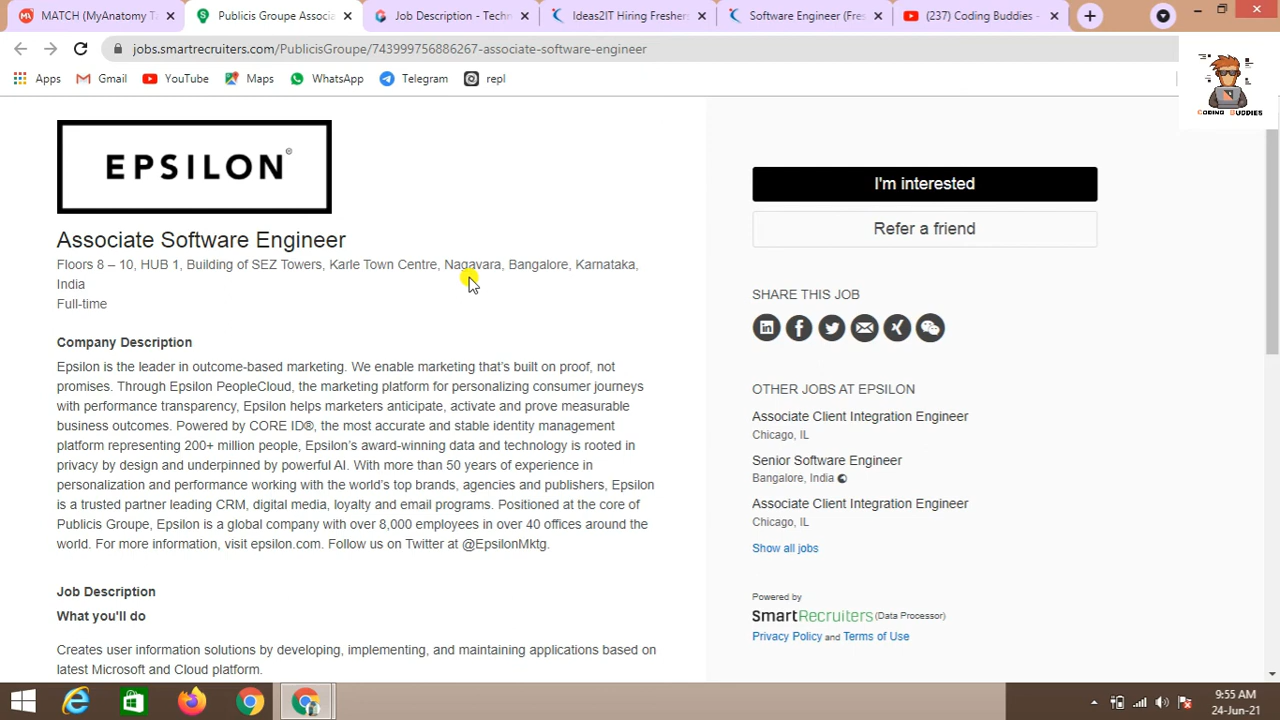 MATCH (MyAnatomy T
Publicis Groupe Associa
Job Description - Techn
Ideas2IT Hiring Freshers
Software Engineer (Fres
(237) Coding Buddies -
jobs.smartrecruiters.com/PublicisGroupe/743999756886267-associate-software-engineer
Apps
Gmail
YouTube
Maps
WhatsApp
Telegram
repl
CODING BUDDIES
EPSILON®
Associate Software Engineer
Floors 8 – 10, HUB 1, Building of SEZ Towers, Karle Town Centre, Nagavara, Bangalore, Karnataka,
India
Full-time
Company Description
Epsilon is the leader in outcome-based marketing. We enable marketing that's built on proof, not
promises. Through Epsilon PeopleCloud, the marketing platform for personalizing consumer journeys
with performance transparency, Epsilon helps marketers anticipate, activate and prove measurable
business outcomes. Powered by CORE ID®, the most accurate and stable identity management
platform representing 200+ million people, Epsilon's award-winning data and technology is rooted in
privacy by design and underpinned by powerful AI. With more than 50 years of experience in
personalization and performance working with the world's top brands, agencies and publishers, Epsilon
is a trusted partner leading CRM, digital media, loyalty and email programs. Positioned at the core of
Publicis Groupe, Epsilon is a global company with over 8,000 employees in over 40 offices around the
world. For more information, visit epsilon.com. Follow us on Twitter at @EpsilonMktg.
Job Description
What you'll do
Creates user information solutions by developing, implementing, and maintaining applications based on
latest Microsoft and Cloud platform.
I'm interested
Refer a friend
SHARE THIS JOB
OTHER JOBS AT EPSILON
Associate Client Integration Engineer
Chicago, IL
Senior Software Engineer
Bangalore, India
Associate Client Integration Engineer
Chicago, IL
Show all jobs
Powered by
SmartRecruiters (Data Processor)
Privacy Policy and Terms of Use
9:55 AM
24-Jun-21